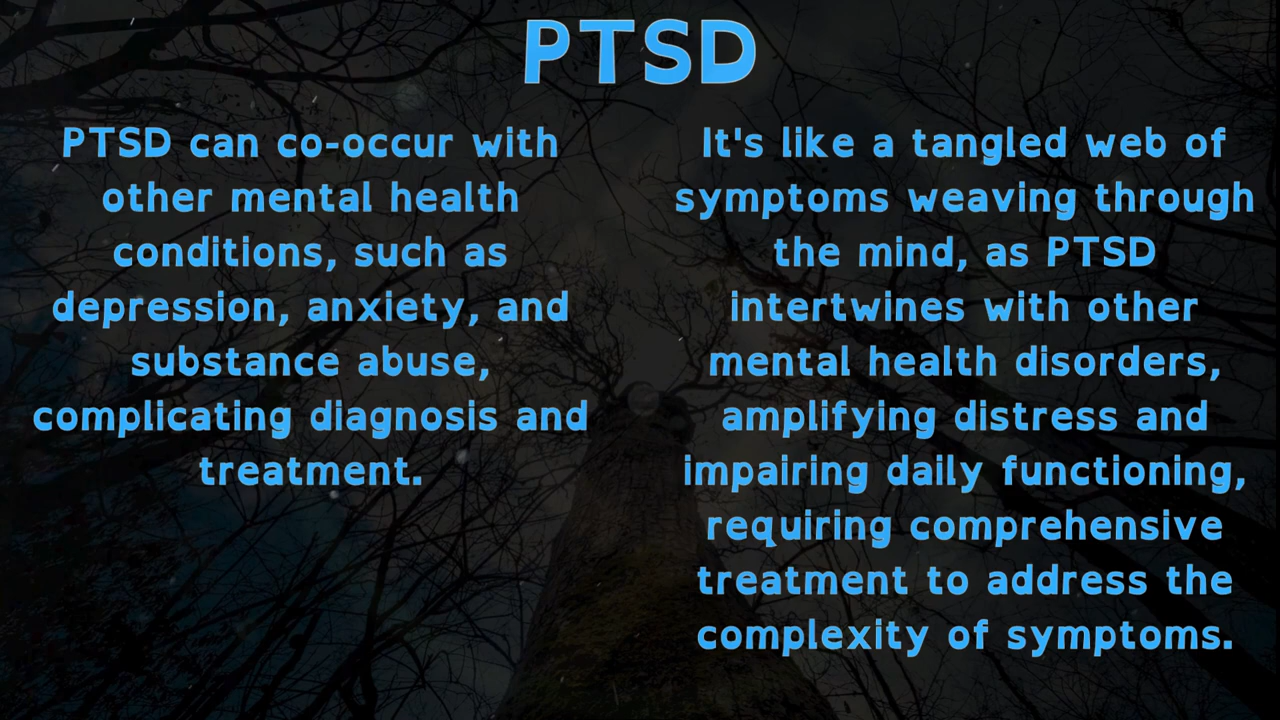 PTSD
PTSD can co-occur with
other mental health
conditions, such as
depression, anxiety, and
substance abuse,
complicating diagnosis and
treatment.
It's like a tangled web of
symptoms weaving through
the mind, as PTSD
intertwines with other
mental health disorders,
amplifying distress and
impairing daily functioning,
requiring comprehensive
treatment to address the
complexity of symptoms.